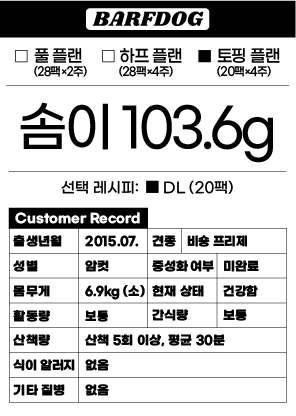 BARFDOG
□ 풀 플랜 □ 하프 플랜 ■ 토핑 플랜
(28팩×2주) (28팩×4주) (20팩×4주)
솜이 103.6g
선택 레시피: ■ DL (20팩)
Customer Record
출생년월 2015.07. 견종 비숑 프리제
성별 암컷 중성화 여부 미완료
몸무게 6.9kg (소) 현재 상태 건강함
활동량 보통 간식량 보통
산책량 산책 5회 이상, 평균 30분
식이 알러지 없음
기타 질병 없음